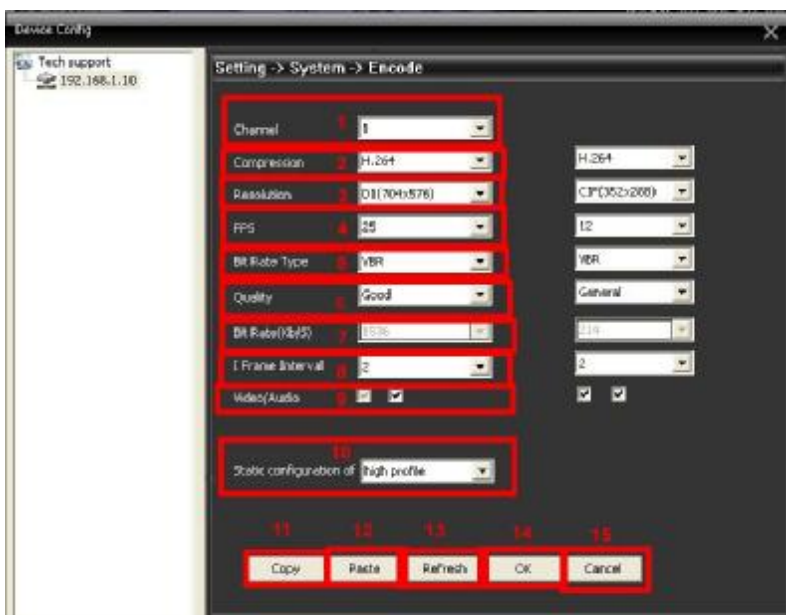 Device Config
Tech support
192.168.1.10
Setting -> System -> Encode
Channel 1 1
Compression 2 H.264 H.264
Resolution 3 D1(704x576) CIF(352x288)
FPS 4 25 12
Bit Rate Type 5 VBR VBR
Quality 6 Good General
Bit Rate(Kb/S) 7 1536
I Frame Interval 8 2 2
Video/Audio 9
10
Static configuration of high profile
11 12 13 14 15
Copy Paste Refresh OK Cancel